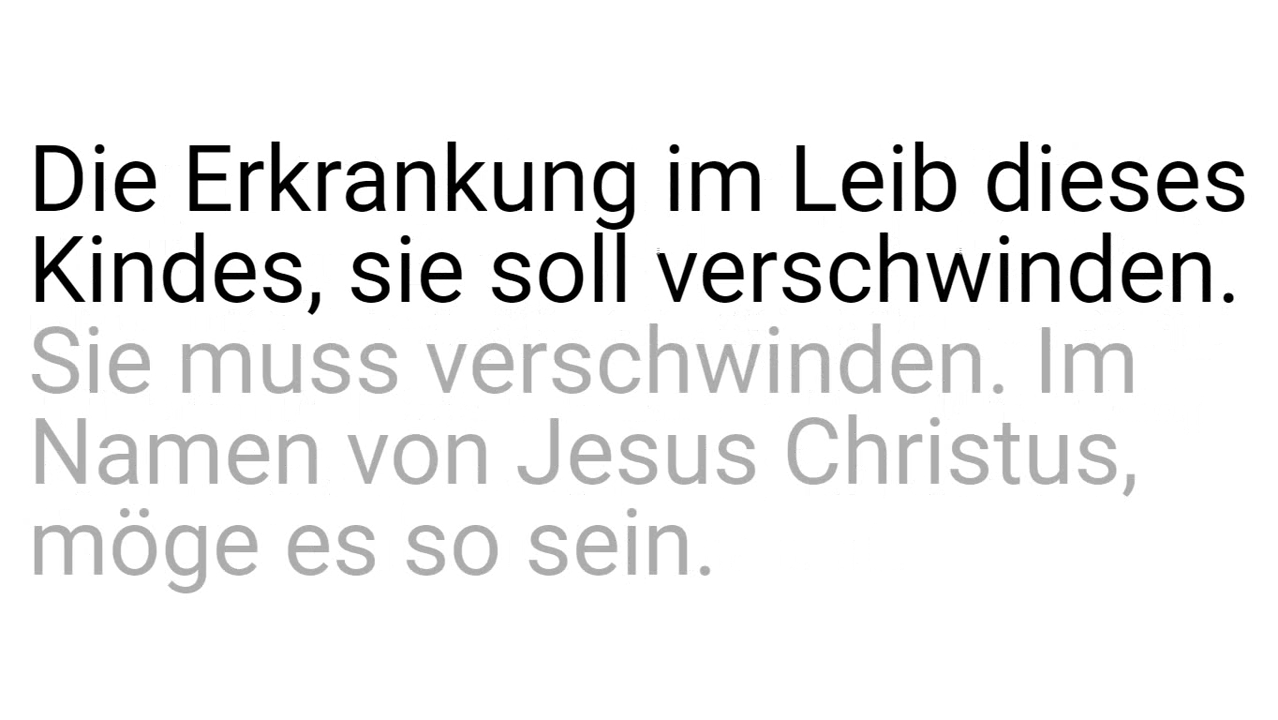 Die Erkrankung im Leib dieses
Kindes, sie soll verschwinden.
Sie muss verschwinden. Im
Namen von Jesus Christus,
möge es so sein.